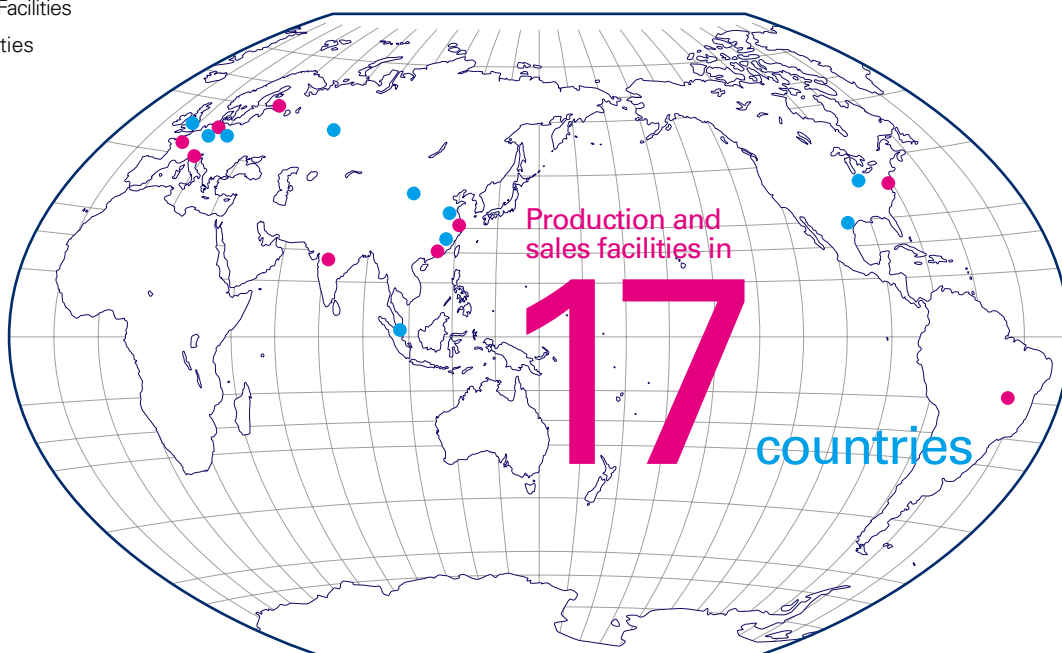 Facilities
ties
Production and
sales facilities in
17
countries